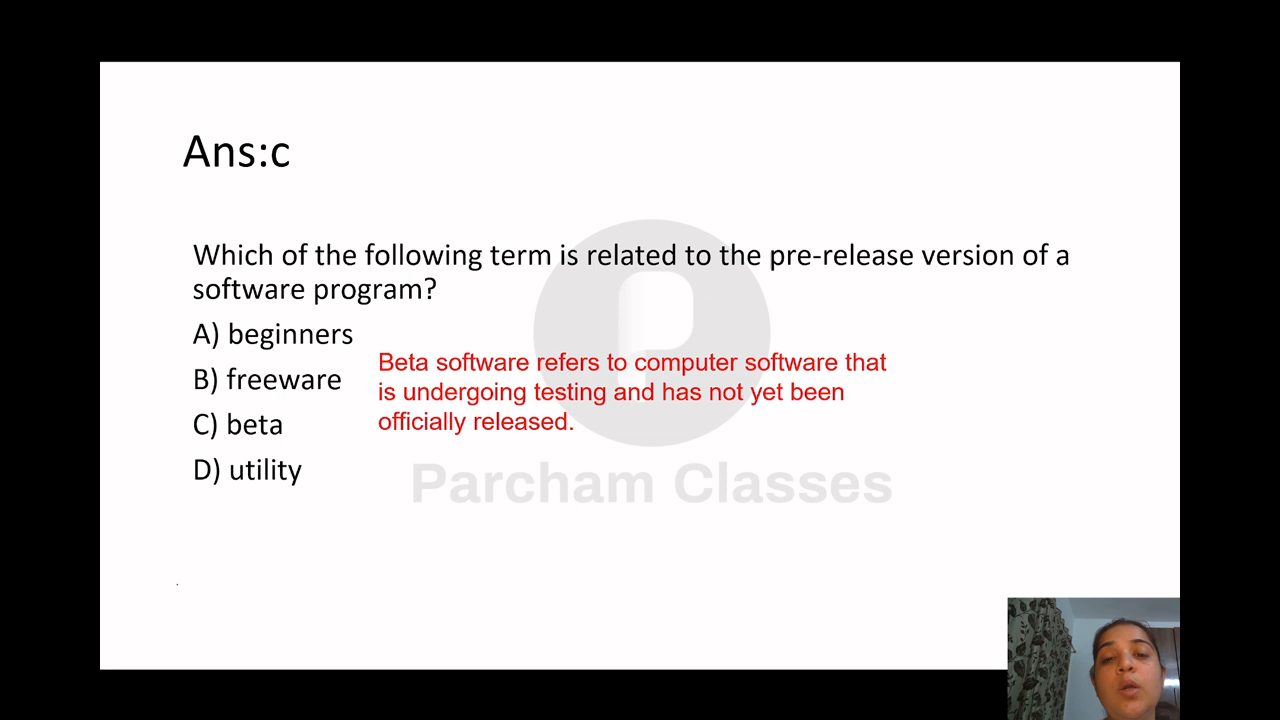 Ans:c
Which of the following term is related to the pre-release version of a
software program?
A) beginners
B) freeware
C) beta
D) utility
Beta software refers to computer software that
is undergoing testing and has not yet been
officially released.
Parcham Classes